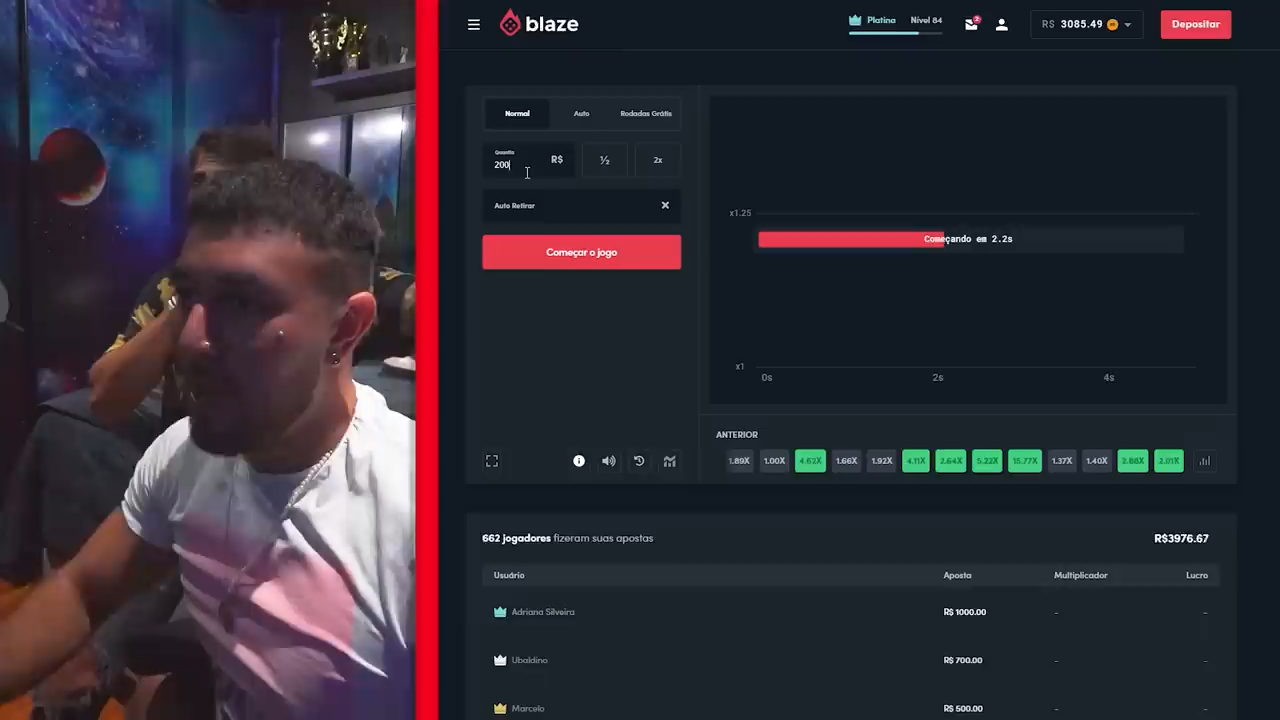 blaze
Platina Nível 84
2
R$ 3085.49
Depositar
Normal Auto Rodadas Grátis
Quantia
200 R$ ½ 2x
Auto Retirar ✕
Começar o jogo
x1.25
Começando em 2.2s
x1
0s 2s 4s
ANTERIOR
1.89X 1.00X 4.62X 1.66X 1.92X 4.11X 2.64X 5.22X 15.77X 1.37X 1.40X 2.01X
662 jogadores fizeram suas apostas R$3976.67
Usuário Aposta Multiplicador Lucro
Adriana Silveira R$ 1000.00 - -
Ubaldino R$ 700.00 - -
Marcelo R$ 500.00 - -